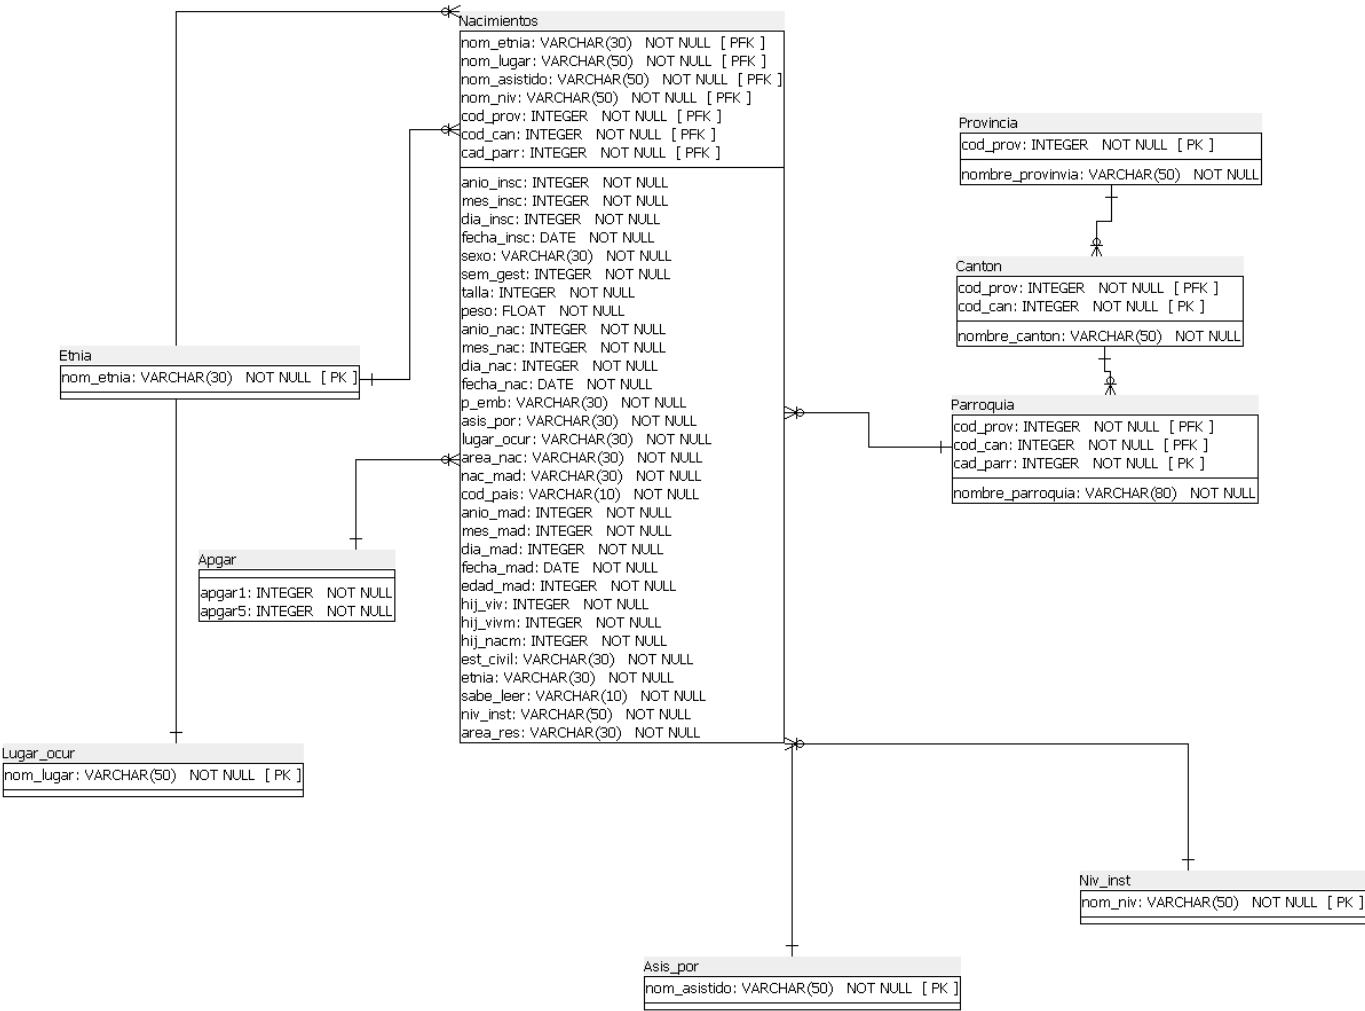 Nacimientos
nom_etnia: VARCHAR(30) NOT NULL [ PFK ]
nom_lugar: VARCHAR(50) NOT NULL [ PFK ]
nom_asistido: VARCHAR(50) NOT NULL [ PFK ]
nom_niv: VARCHAR(50) NOT NULL [ PFK ]
cod_prov: INTEGER NOT NULL [ PFK ]
cod_can: INTEGER NOT NULL [ PFK ]
cad_parr: INTEGER NOT NULL [ PFK ]
anio_insc: INTEGER NOT NULL
mes_insc: INTEGER NOT NULL
dia_insc: INTEGER NOT NULL
fecha_insc: DATE NOT NULL
sexo: VARCHAR(30) NOT NULL
sem_gest: INTEGER NOT NULL
talla: INTEGER NOT NULL
peso: FLOAT NOT NULL
anio_nac: INTEGER NOT NULL
mes_nac: INTEGER NOT NULL
dia_nac: INTEGER NOT NULL
fecha_nac: DATE NOT NULL
p_emb: VARCHAR(30) NOT NULL
asis_por: VARCHAR(30) NOT NULL
lugar_ocur: VARCHAR(30) NOT NULL
area_nac: VARCHAR(30) NOT NULL
nac_mad: VARCHAR(30) NOT NULL
cod_pais: VARCHAR(10) NOT NULL
anio_mad: INTEGER NOT NULL
mes_mad: INTEGER NOT NULL
dia_mad: INTEGER NOT NULL
fecha_mad: DATE NOT NULL
edad_mad: INTEGER NOT NULL
hij_viv: INTEGER NOT NULL
hij_vivm: INTEGER NOT NULL
hij_nacm: INTEGER NOT NULL
est_civil: VARCHAR(30) NOT NULL
etnia: VARCHAR(30) NOT NULL
sabe_leer: VARCHAR(10) NOT NULL
niv_inst: VARCHAR(50) NOT NULL
area_res: VARCHAR(30) NOT NULL
Provincia
cod_prov: INTEGER NOT NULL [ PK ]
nombre_provinvia: VARCHAR(50) NOT NULL
Canton
cod_prov: INTEGER NOT NULL [ PFK ]
cod_can: INTEGER NOT NULL [ PK ]
nombre_canton: VARCHAR(50) NOT NULL
Parroquia
cod_prov: INTEGER NOT NULL [ PFK ]
cod_can: INTEGER NOT NULL [ PFK ]
cad_parr: INTEGER NOT NULL [ PK ]
nombre_parroquia: VARCHAR(80) NOT NULL
Etnia
nom_etnia: VARCHAR(30) NOT NULL [ PK ]
Apgar
apgar1: INTEGER NOT NULL
apgar5: INTEGER NOT NULL
Lugar_ocur
nom_lugar: VARCHAR(50) NOT NULL [ PK ]
Niv_inst
nom_niv: VARCHAR(50) NOT NULL [ PK ]
Asis_por
nom_asistido: VARCHAR(50) NOT NULL [ PK ]